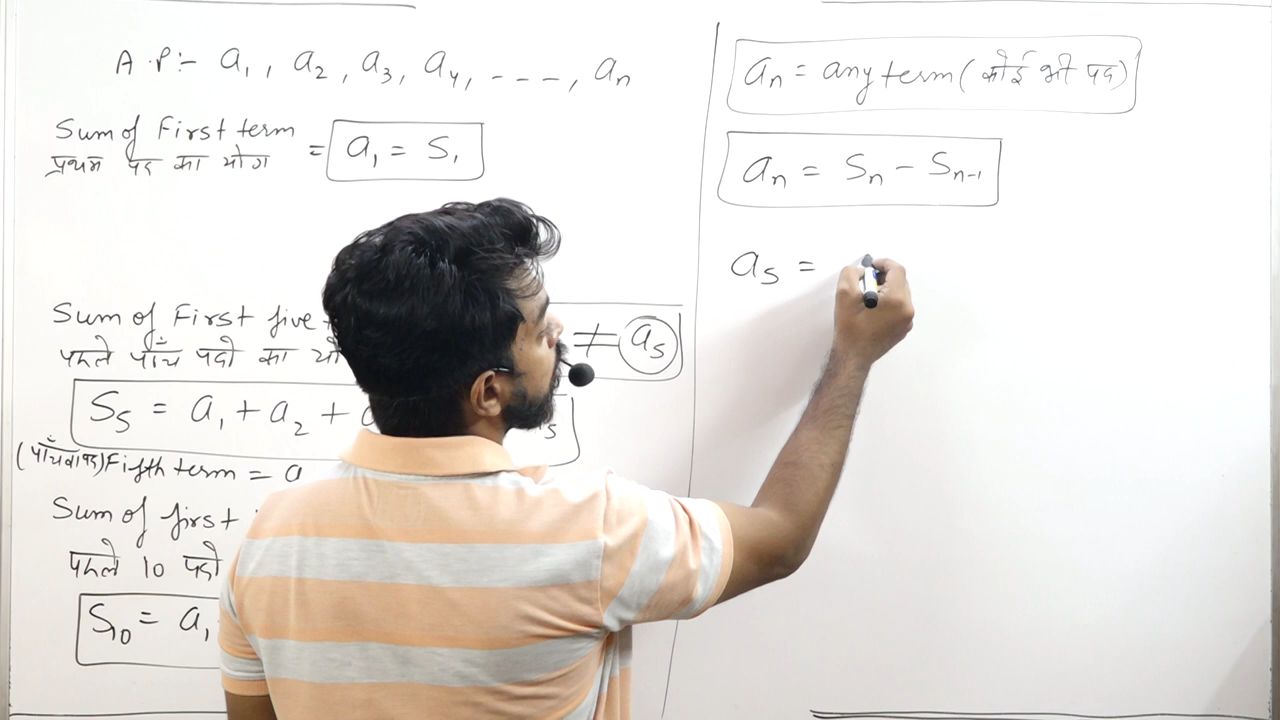 A.P:- a₁, a₂, a₃, a₄, ---, aₙ
Sum of First term
प्रथम पद का योग = a₁ = S₁
Sum of First five
पहले पाँच पदो का यो ≠ a₅
S₅ = a₁ + a₂ + 5
(पाँचवा पद) Fifth term = a
Sum of first
पहले 10 पदो
S₁₀ = a₁
aₙ = any term (कोई भी पद)
aₙ = Sₙ - Sₙ₋₁
a₅ =